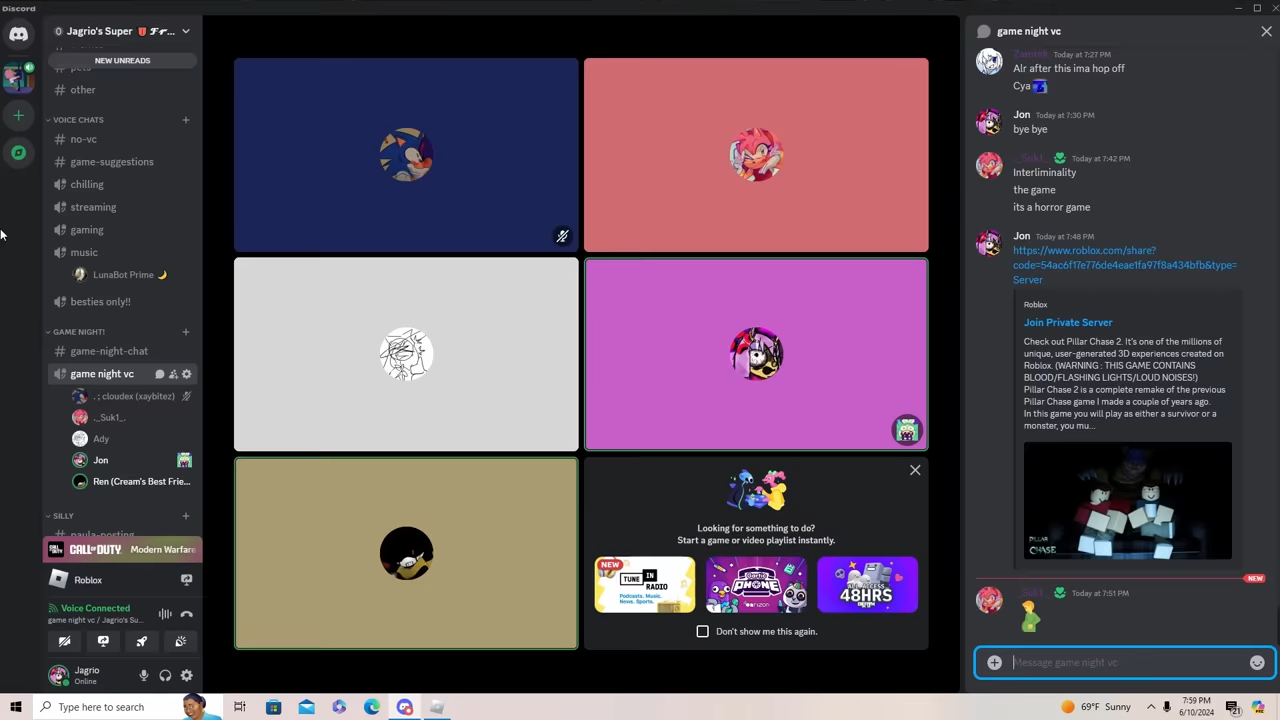 Discord
Jagrio's Super
NEW UNREADS
pets
other
VOICE CHATS
no-vc
game-suggestions
chilling
streaming
gaming
music
LunaBot Prime 🌙
besties only!!
GAME NIGHT!
game-night-chat
game night vc
. ; cloudex (xaybitez)
._Suk1_.
Ady
Jon
Ren (Cream's Best Frie...
SILLY
CALL OF DUTY Modern Warfare
Roblox
Voice Connected
game night vc / Jagrio's Su...
Jagrio
Online
Looking for something to do?
Start a game or video playlist instantly.
NEW
TUNE IN RADIO
Podcasts. Music.
News. Sports.
PHONE
ALL ACCESS
48HRS
Don't show me this again.
game night vc
Today at 7:27 PM
Alr after this ima hop off
Cya
Jon Today at 7:30 PM
bye bye
._Suk1_. Today at 7:42 PM
Interliminality
the game
its a horror game
Jon Today at 7:48 PM
https://www.roblox.com/share?
code=54ac6f17e776de4eae1fa97f8a434bfb&type=
Server
Roblox
Join Private Server
Check out Pillar Chase 2. It's one of the millions of
unique, user-generated 3D experiences created on
Roblox. (WARNING : THIS GAME CONTAINS
BLOOD/FLASHING LIGHTS/LOUD NOISES!)
Pillar Chase 2 is a complete remake of the previous
Pillar Chase game I made a couple of years ago.
In this game you will play as either a survivor or a
monster, you mu...
PILLAR
CHASE
NEW
._Suk1_. Today at 7:51 PM
Message game night vc
Type here to search
69°F Sunny
7:59 PM
6/10/2024
21